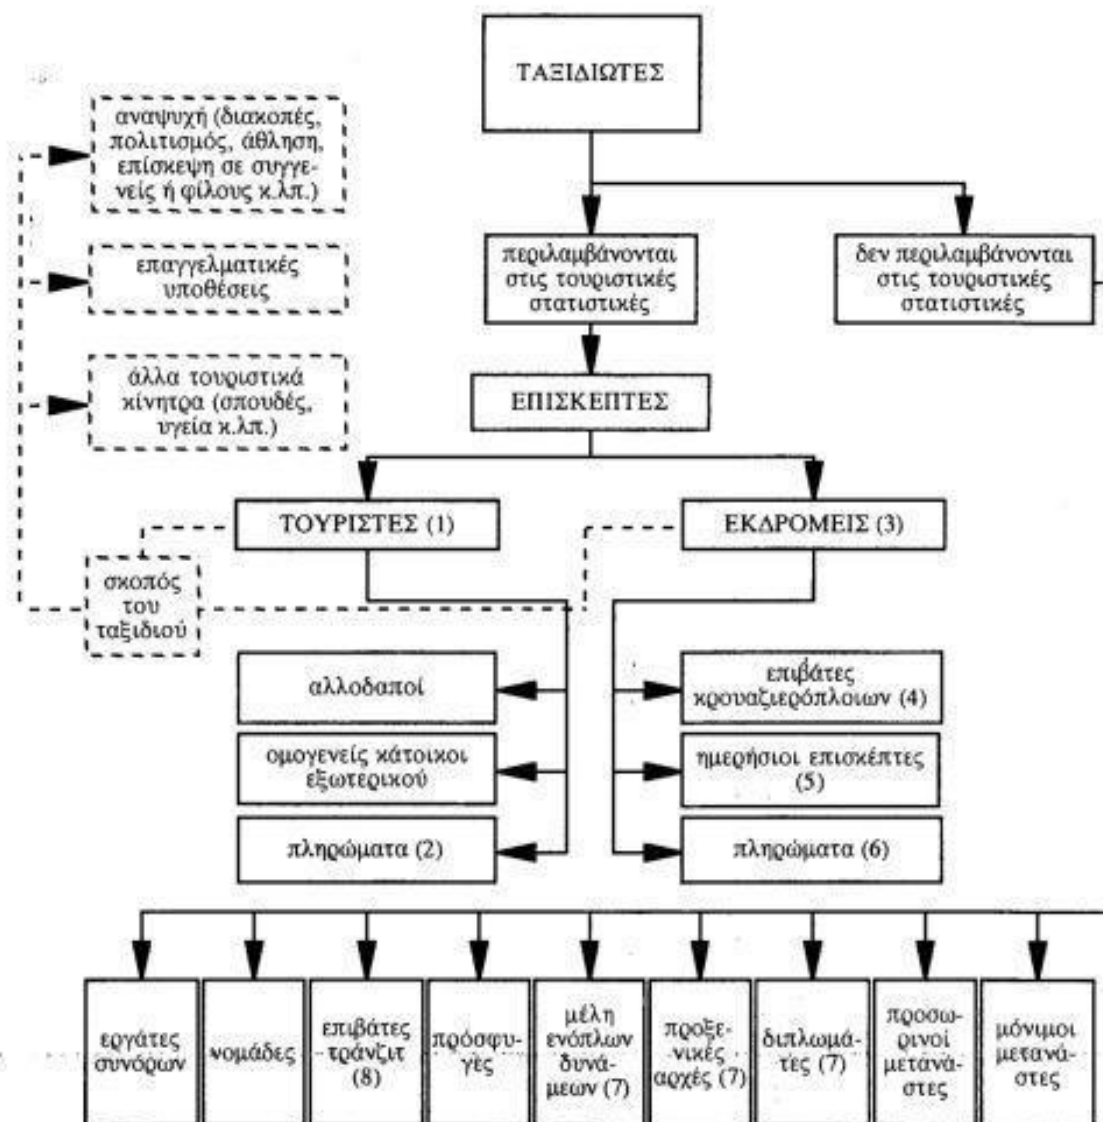 ΤΑΞΙΔΙΩΤΕΣ
αναψυχή (διακοπές,
πολιτισμός, άθληση,
επίσκεψη σε συγγε-
νείς ή φίλους κ.λπ.)
επαγγελματικές
υποθέσεις
άλλα τουριστικά
κίνητρα (σπουδές,
υγεία κ.λπ.)
περιλαμβάνονται
στις τουριστικές
στατιστικές
δεν περιλαμβάνονται
στις τουριστικές
στατιστικές
ΕΠΙΣΚΕΠΤΕΣ
ΤΟΥΡΙΣΤΕΣ (1)
ΕΚΔΡΟΜΕΙΣ (3)
σκοπός
του
ταξιδιού
αλλοδαποί
ομογενείς κάτοικοι
εξωτερικού
πληρώματα (2)
επιβάτες
κρουαζιερόπλοιων (4)
ημερήσιοι επισκέπτες
(5)
πληρώματα (6)
εργάτες
συνόρων
νομάδες
επιβάτες
τράνζιτ
(8)
πρόσφυ-
γες
μέλη
ενόπλων
δυνά-
μεων (7)
προξε-
νικές
αρχές (7)
διπλωμά-
τες (7)
προσω-
ρινοί
μετανά-
στες
μόνιμοι
μετανά-
στες